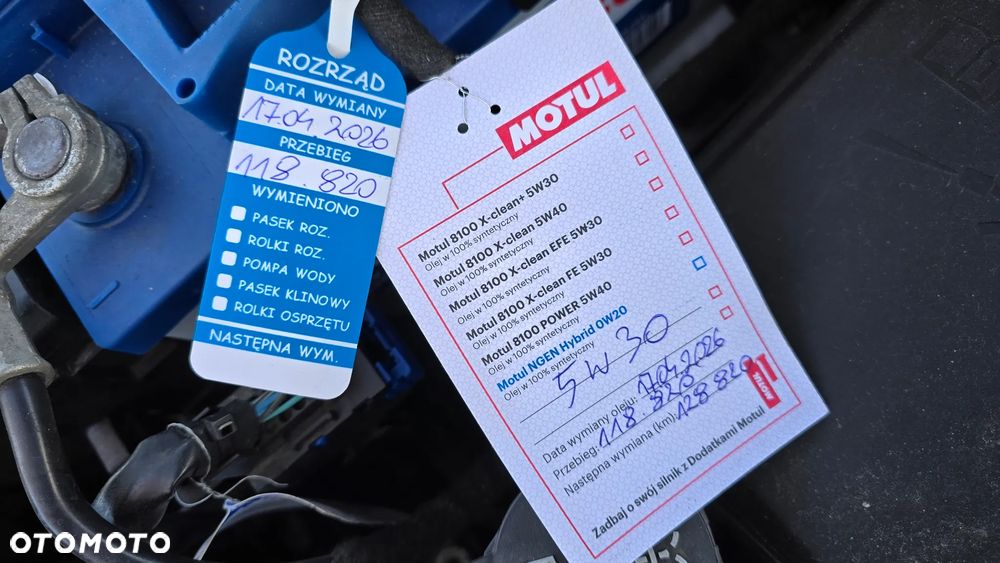 ROZRZĄD
DATA WYMIANY
17.04 2026
PRZEBIEG
118.820
WYMIENIONO
PASEK ROZ.
ROLKI ROZ.
POMPA WODY
PASEK KLINOWY
ROLKI OSPRZĘTU
NASTĘPNA WYM.
MOTUL
Motul 8100 X-clean+ 5W30
Olej w 100% syntetyczny
Motul 8100 X-clean 5W40
Olej w 100% syntetyczny
Motul 8100 X-clean EFE 5W30
Olej w 100% syntetyczny
Motul 8100 X-clean FE 5W30
Olej w 100% syntetyczny
Motul 8100 POWER 5W40
Olej w 100% syntetyczny
Motul NGEN Hybrid 0W20
Olej w 100% syntetyczny
5W30
Data wymiany oleju: 17.04.2026
Przebieg: 118 820
Następna wymiana (km): 128 820
Zadbaj o swój silnik z Dodatkami Motul!
MOTUL
OTOMOTO